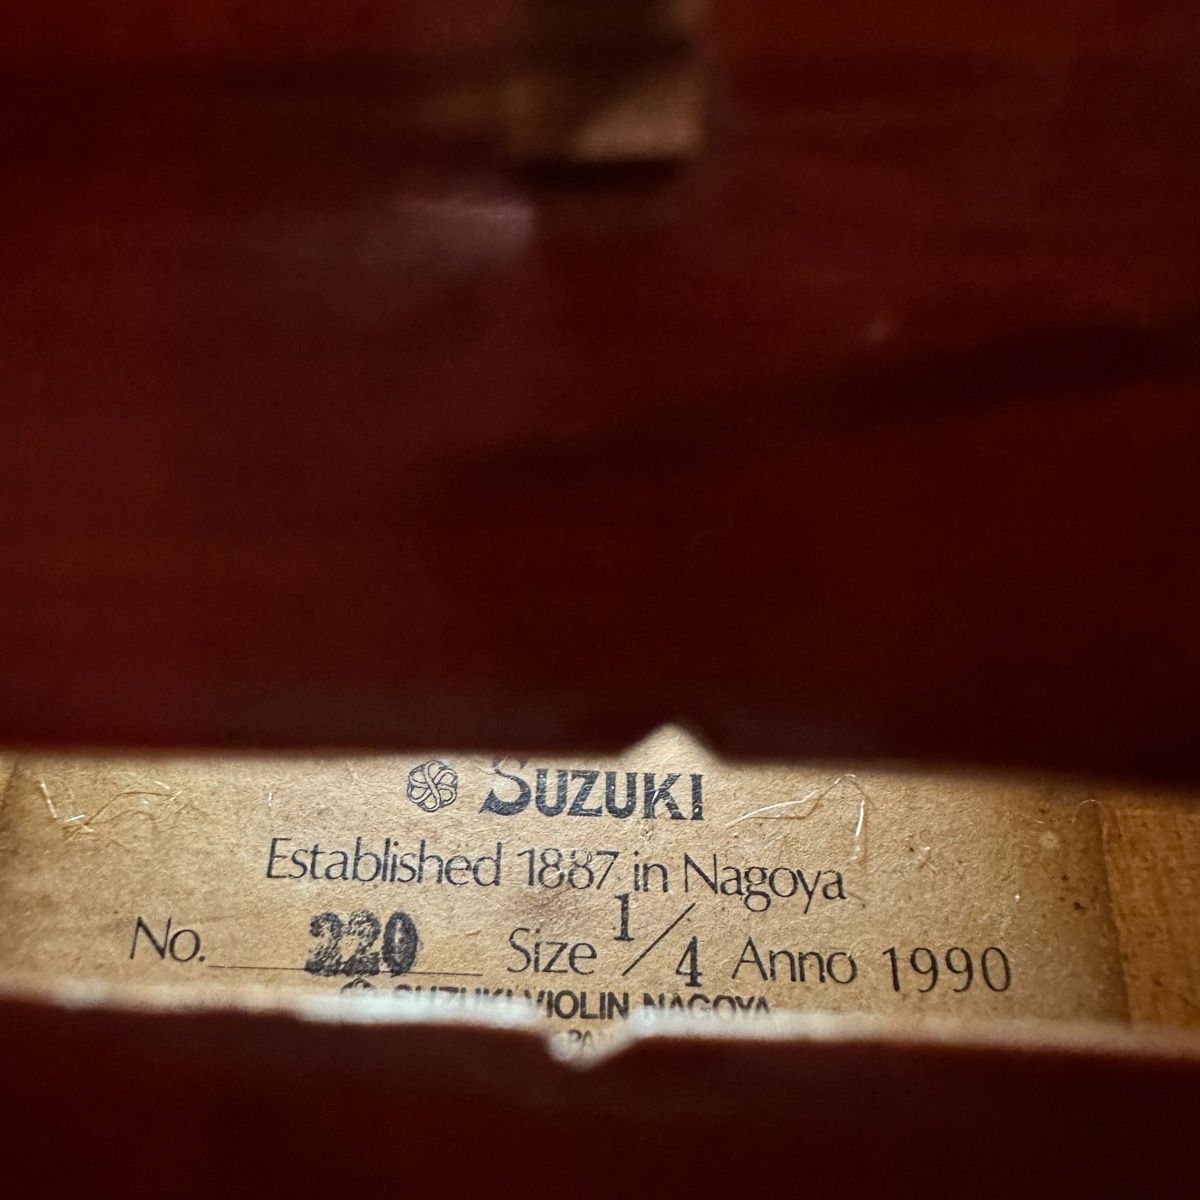 SUZUKI
Established 1887 in Nagoya
No. 220 Size 1/4 Anno 1990
SUZUKI VIOLIN NAGOYA